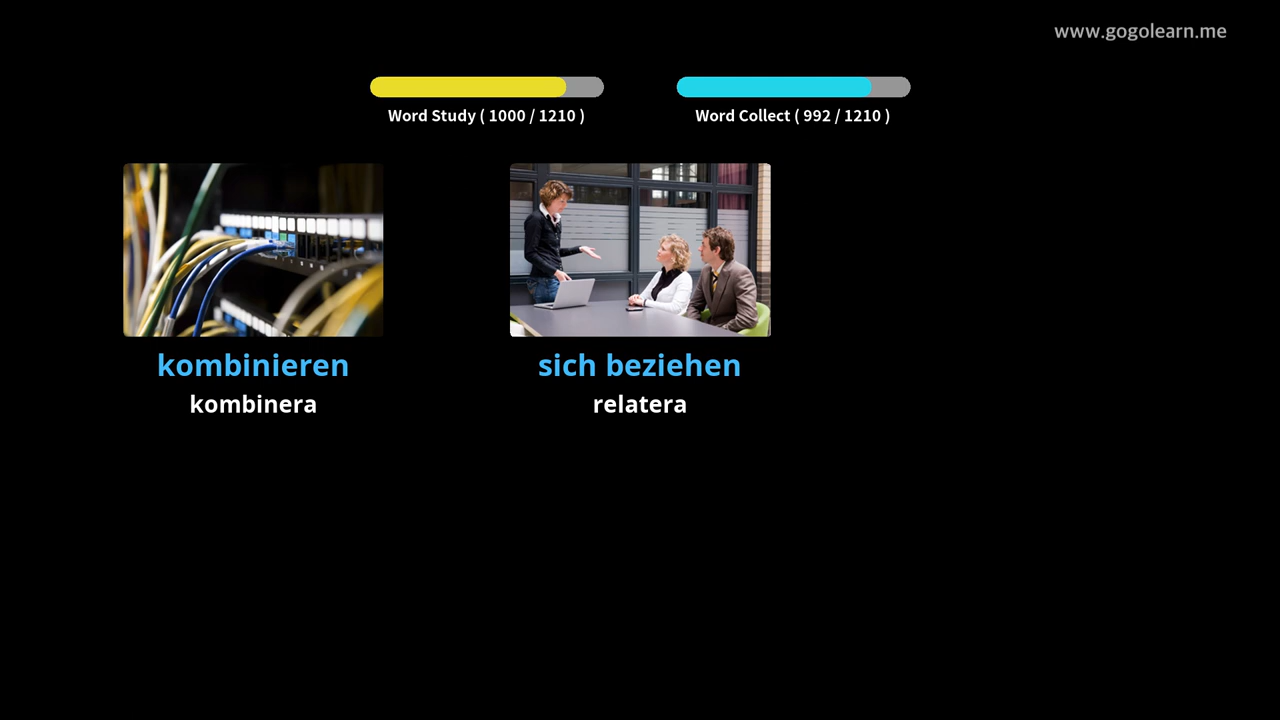 www.gogolearn.me
Word Study ( 1000 / 1210 )
Word Collect ( 992 / 1210 )
kombinieren
kombinera
sich beziehen
relatera